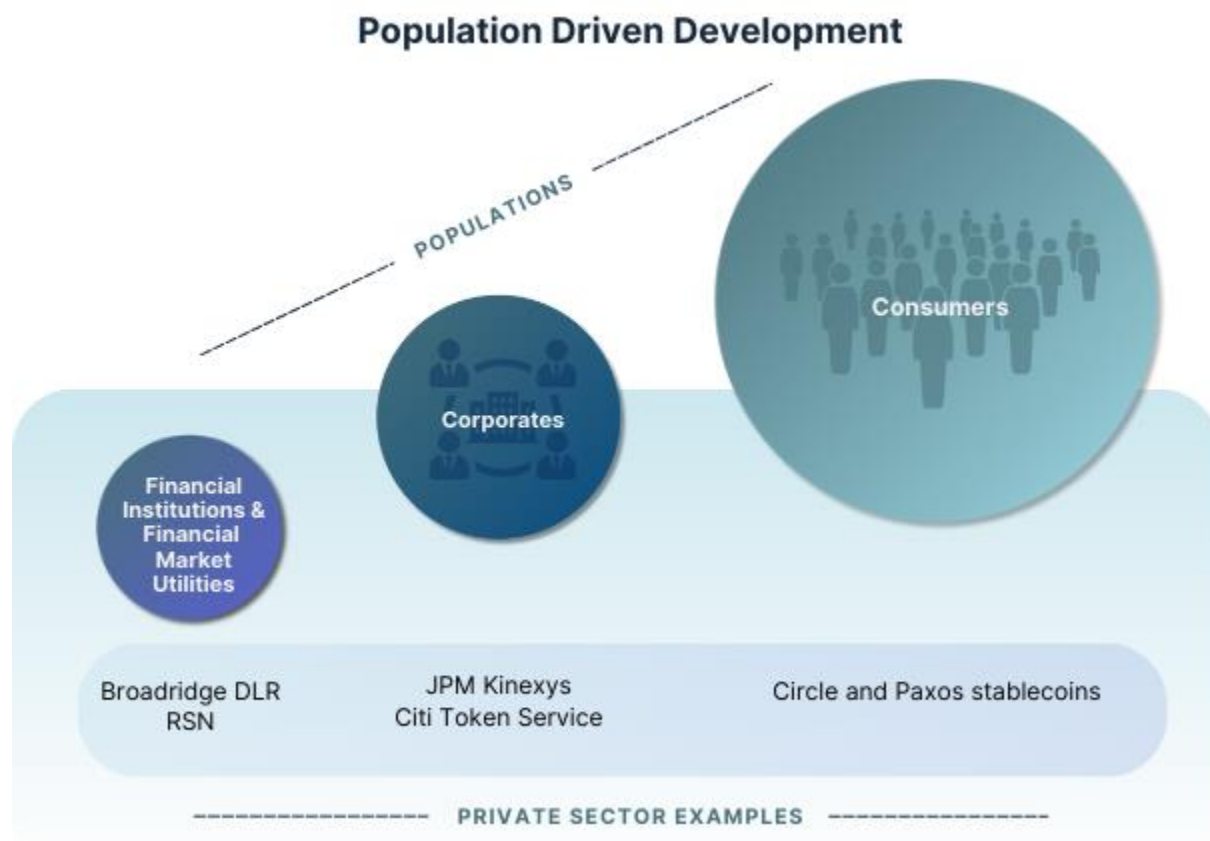 Population Driven Development
POPULATIONS
Consumers
Corporates
Financial
Institutions &
Financial
Market
Utilities
Broadridge DLR
RSN
JPM Kinexys
Citi Token Service
Circle and Paxos stablecoins
PRIVATE SECTOR EXAMPLES